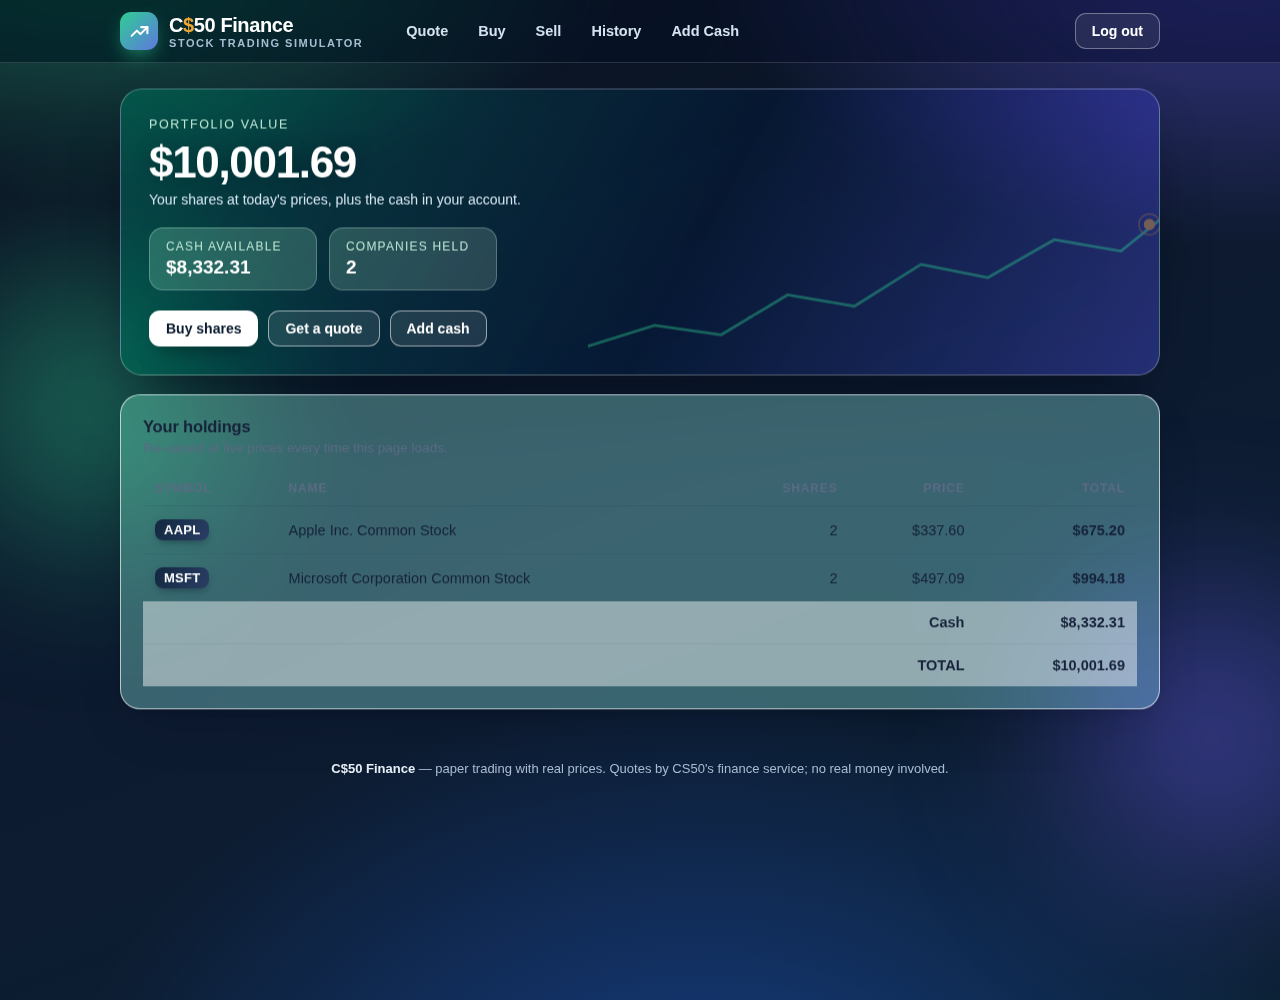 C$50 Finance
STOCK TRADING SIMULATOR
Quote Buy Sell History Add Cash
Log out
PORTFOLIO VALUE
$10,001.69
Your shares at today's prices, plus the cash in your account.
CASH AVAILABLE
$8,332.31
COMPANIES HELD
2
Buy shares Get a quote Add cash
Your holdings
prices every time this page loads.
SYMBOL NAME SHARES PRICE TOTAL
AAPL Apple Inc. Common Stock 2 $337.60 $675.20
MSFT Microsoft Corporation Common Stock 2 $497.09 $994.18
Cash $8,332.31
TOTAL $10,001.69
C$50 Finance — paper trading with real prices. Quotes by CS50's finance service; no real money involved.